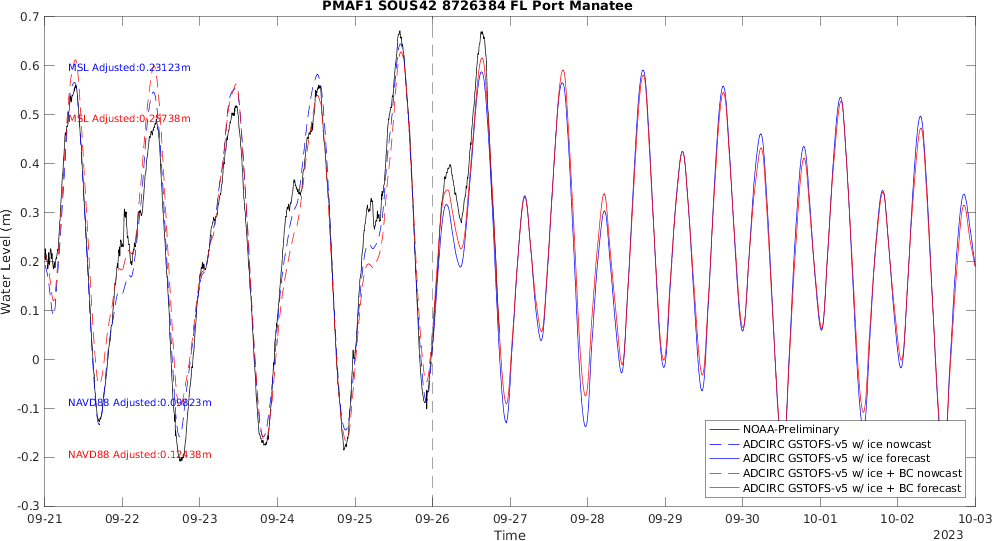 PMAF1 SOUS42 8726384 FL Port Manatee
0.7
0.6
0.5
0.4
0.3
0.2
0.1
0
-0.1
-0.2
-0.3
Water Level (m)
MSL Adjusted:0.23123m
MSL Adjusted:0.25738m
NAVD88 Adjusted:0.09823m
NAVD88 Adjusted:0.12438m
NOAA-Preliminary
ADCIRC GSTOFS-v5 w/ ice nowcast
ADCIRC GSTOFS-v5 w/ ice forecast
ADCIRC GSTOFS-v5 w/ ice + BC nowcast
ADCIRC GSTOFS-v5 w/ ice + BC forecast
09-21 09-22 09-23 09-24 09-25 09-26 09-27 09-28 09-29 09-30 10-01 10-02 10-03
Time
2023